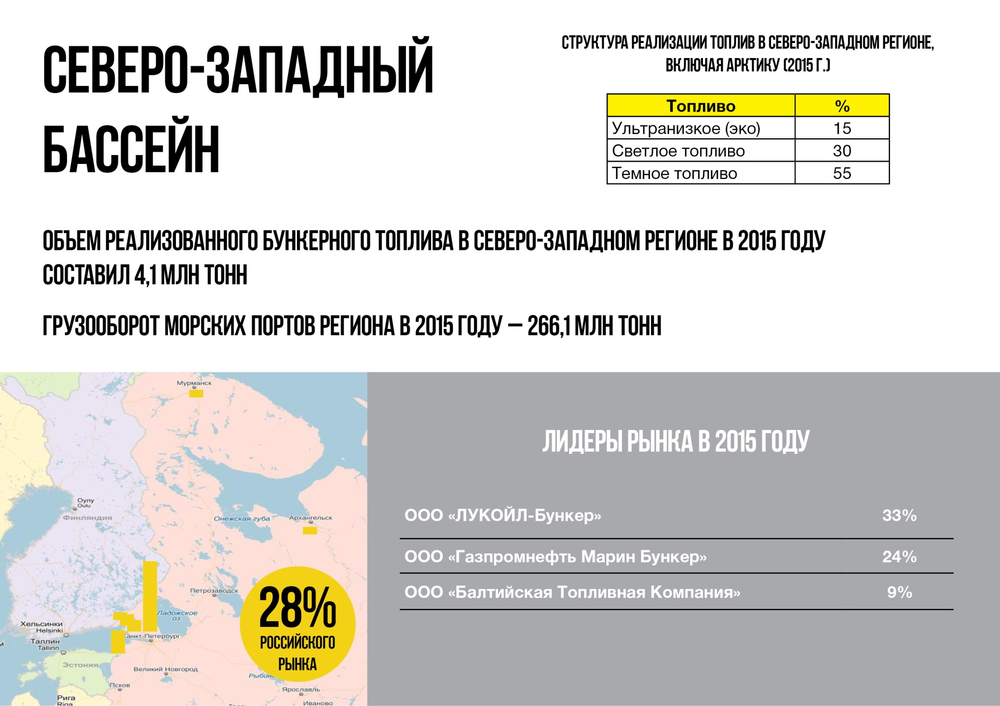 СЕВЕРО-ЗАПАДНЫЙ
БАССЕЙН
СТРУКТУРА РЕАЛИЗАЦИИ ТОПЛИВ В СЕВЕРО-ЗАПАДНОМ РЕГИОНЕ,
ВКЛЮЧАЯ АРКТИКУ (2015 Г.)
Топливо %
Ультранизкое (эко) 15
Светлое топливо 30
Темное топливо 55
ОБЪЕМ РЕАЛИЗОВАННОГО БУНКЕРНОГО ТОПЛИВА В СЕВЕРО-ЗАПАДНОМ РЕГИОНЕ В 2015 ГОДУ
СОСТАВИЛ 4,1 МЛН ТОНН
ГРУЗООБОРОТ МОРСКИХ ПОРТОВ РЕГИОНА В 2015 ГОДУ – 266,1 МЛН ТОНН
Мурманск
Оулу
Oulu
Финляндия
Онежская губа
Архангельск
Петрозаводск
Ладожское
оз.
Хельсинки
Helsinki
Таллин
Tallinn
анкт-Петербург
Эстония
Великий Новгород
Псков
Рыбин
Ярославль
Рига
Riga
Иваново
28%
РОССИЙСКОГО
РЫНКА
ЛИДЕРЫ РЫНКА В 2015 ГОДУ
ООО «ЛУКОЙЛ-Бункер» 33%
ООО «Газпромнефть Марин Бункер» 24%
ООО «Балтийская Топливная Компания» 9%